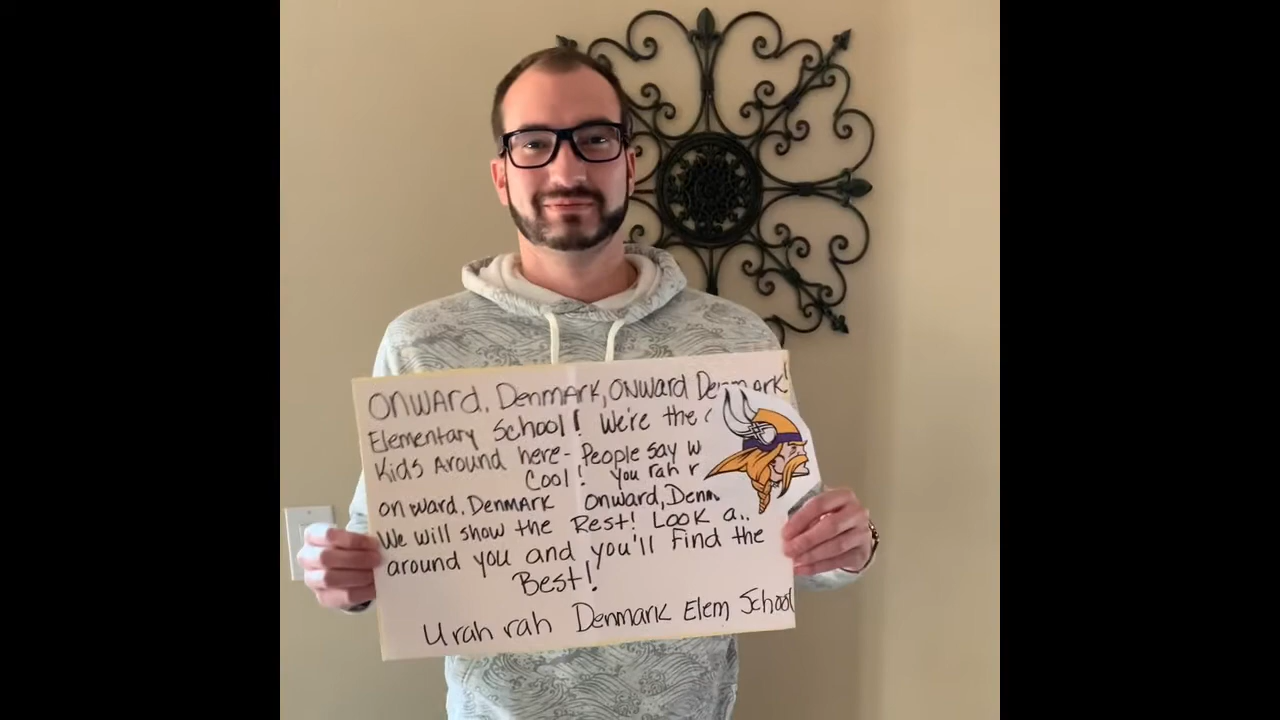 ONWARD, DENMARK, ONWARD DENMARK!
Elementary School! We're the
Kids Around here- People say
Cool! You rah
onward, DENMARK Onward, Denm
We will show the Rest! Look a..
around you and you'll find the
Best!
U rah rah Denmark Elem School